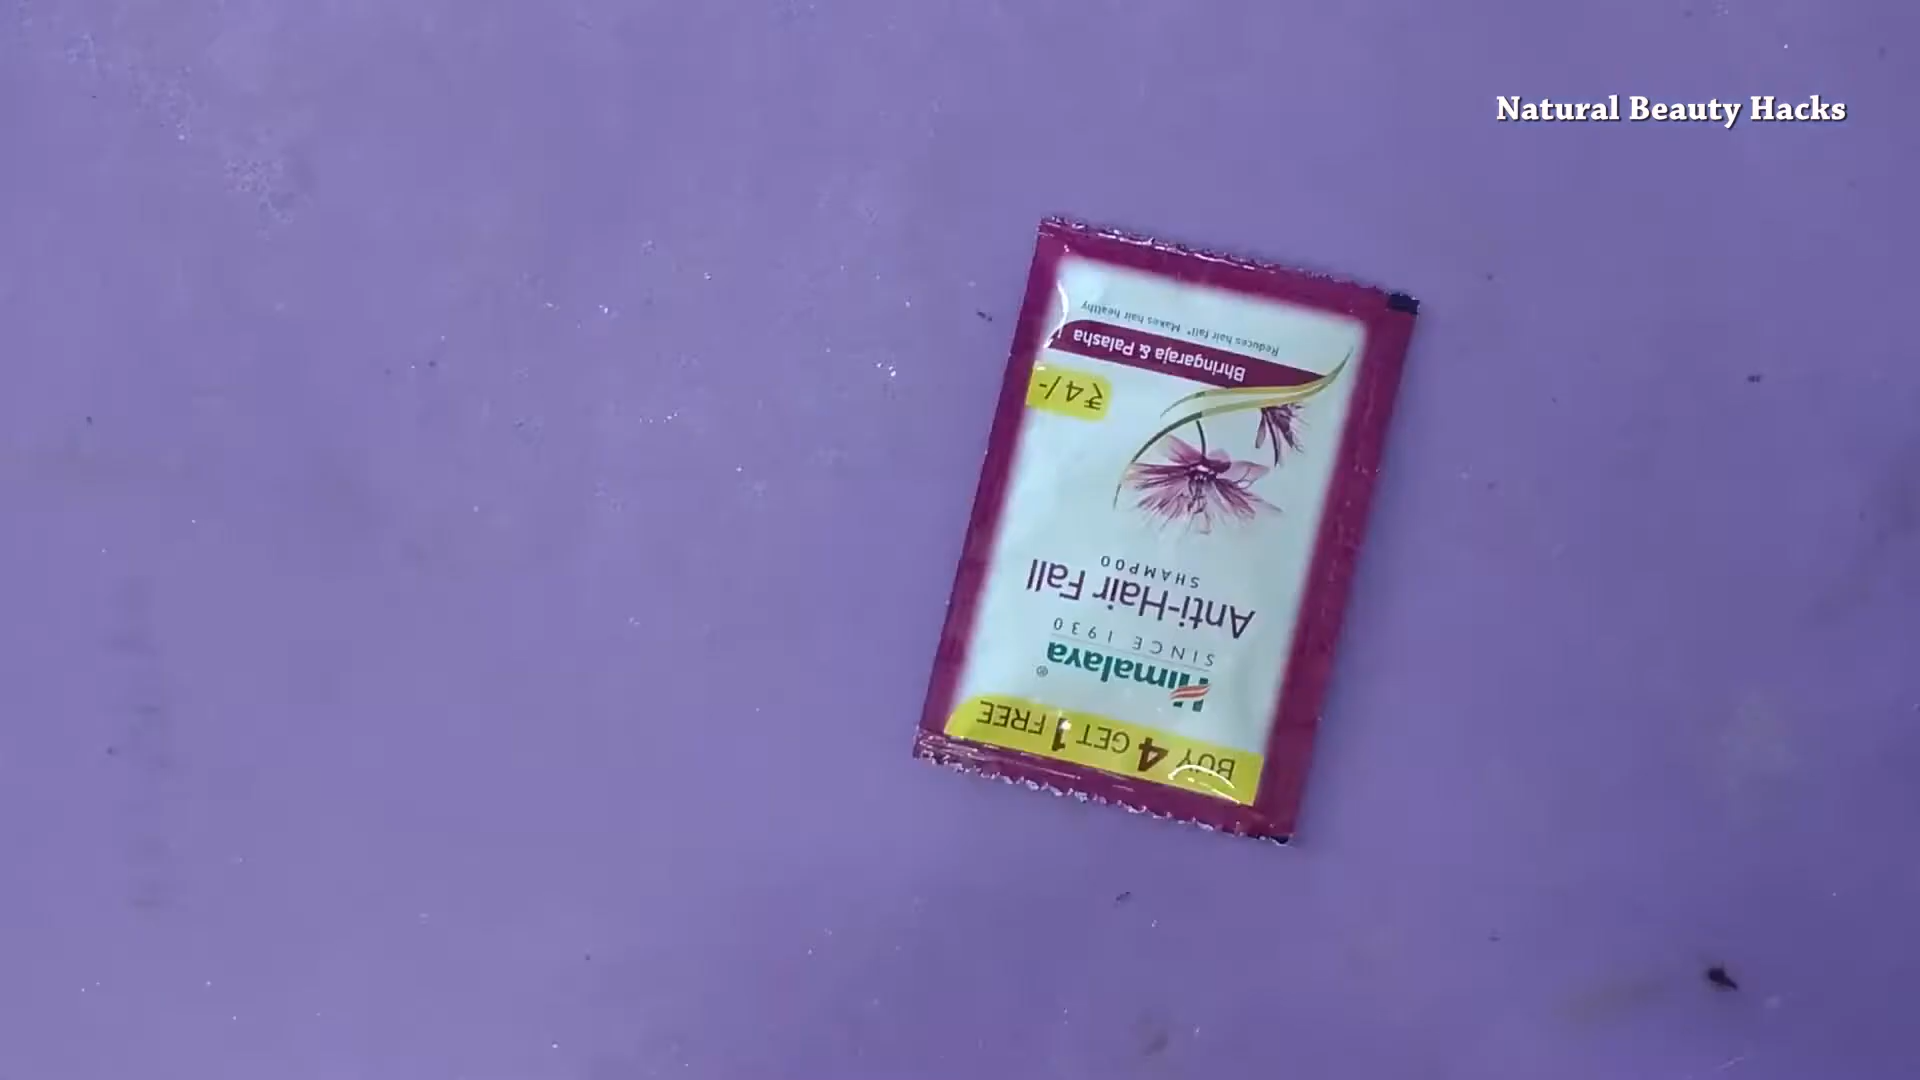 Natural Beauty Hacks
BUY 4 GET 1 FREE
Himalaya®
SINCE 1930
Anti-Hair Fall
SHAMPOO
₹4/-
Bhringaraja & Palasha
Reduces hair fall* Makes hair healthy